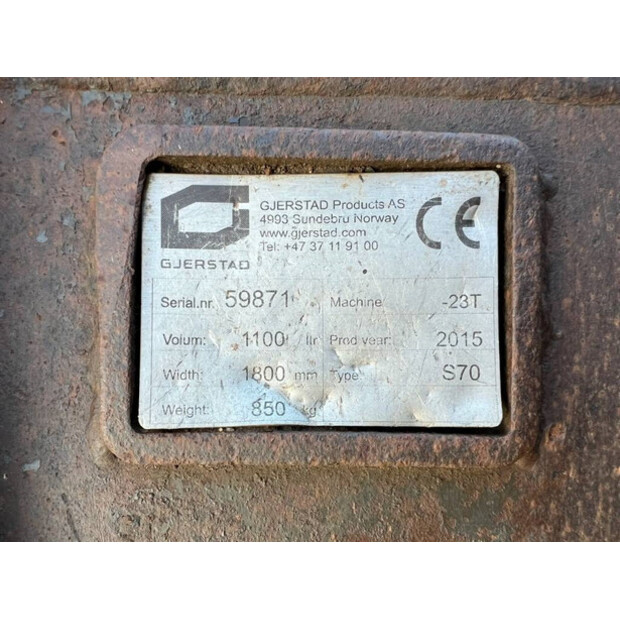 GJERSTAD Products AS
4993 Sundebru Norway
www.gjerstad.com
Tel: +47 37 11 91 00
CE
GJERSTAD
Serial.nr. 59871 Machine -23T
Volum: 1100 ltr Prod year: 2015
Width: 1800 mm Type S70
Weight: 850 kg